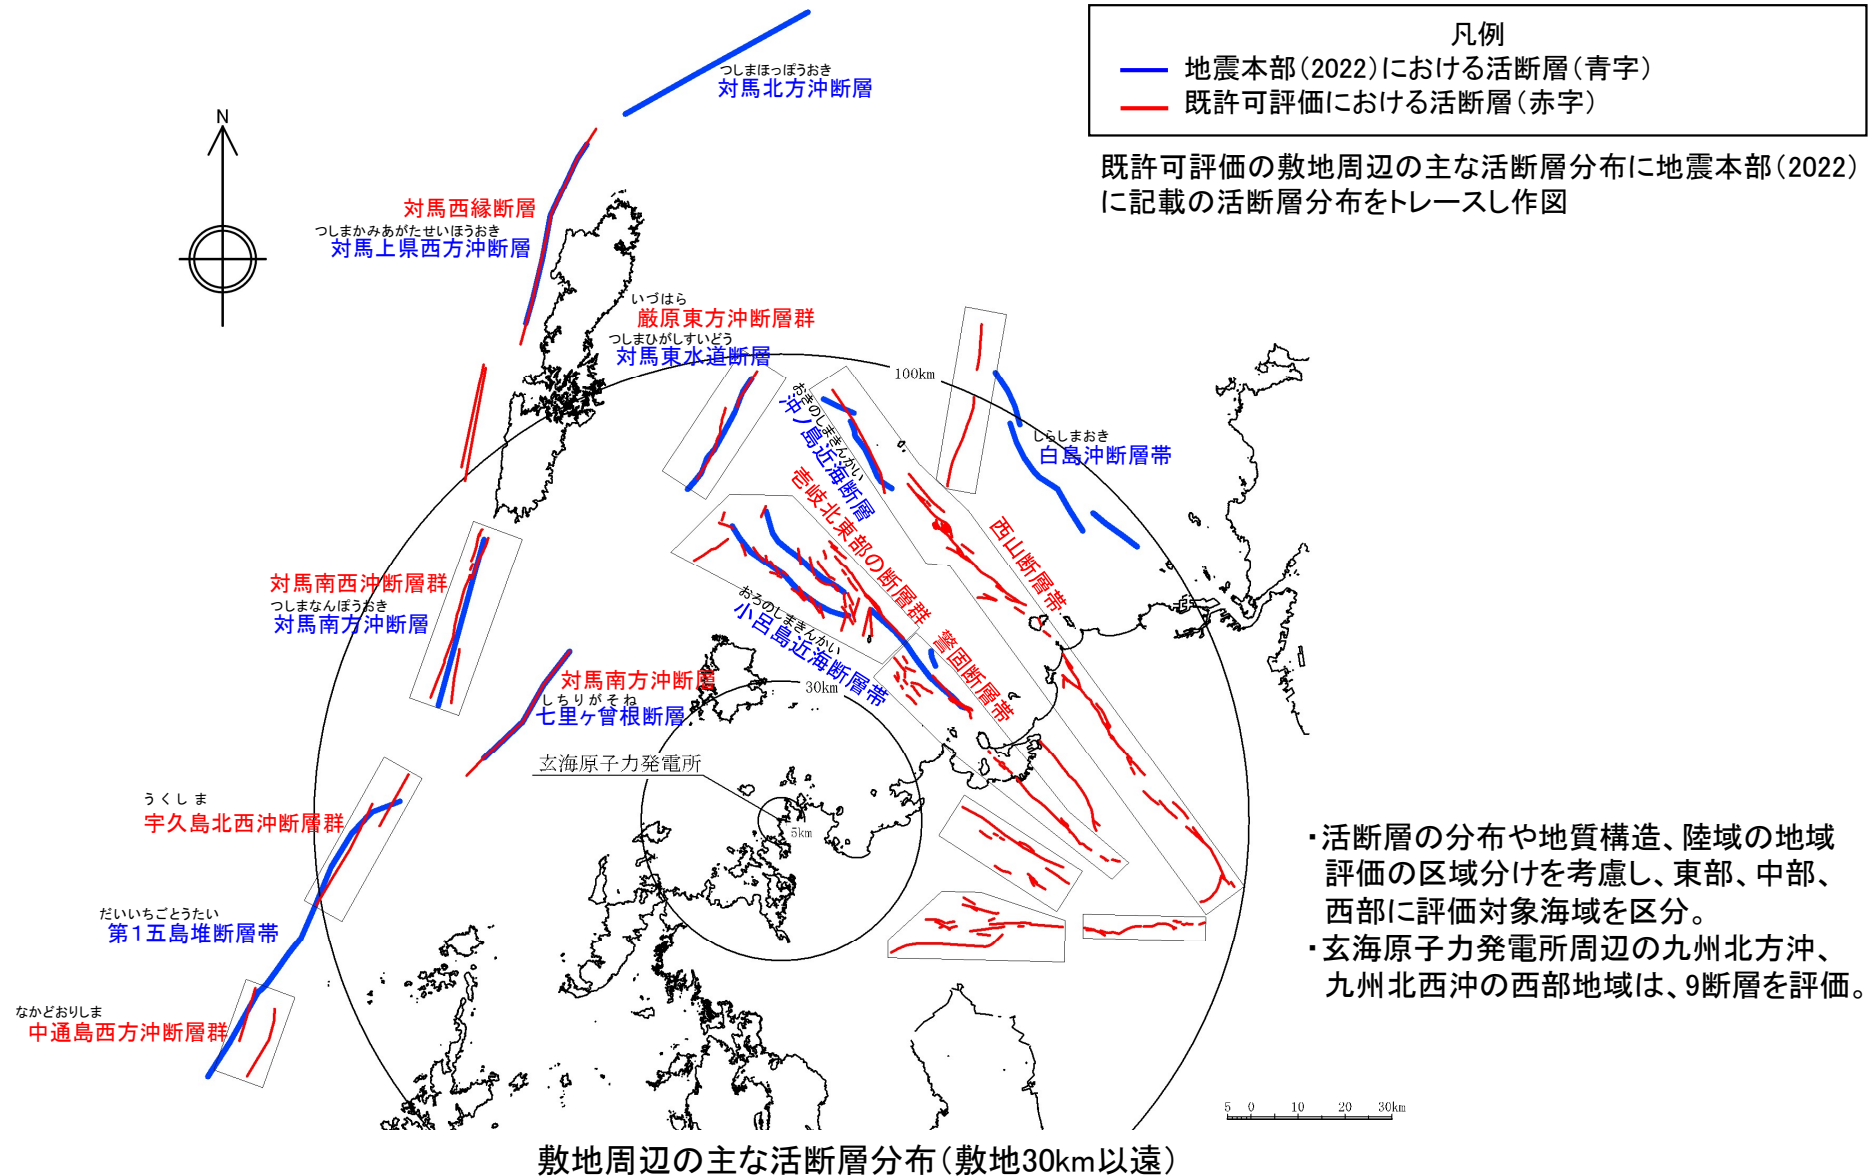 凡例
地震本部(2022)における活断層(青字)
既許可評価における活断層(赤字)
既許可評価の敷地周辺の主な活断層分布に地震本部(2022)
に記載の活断層分布をトレースし作図
N
つしまほっぽうおき
対馬北方沖断層
対馬西縁断層
つしまかみあがたせいほうおき
対馬上県西方沖断層
いづはら
厳原東方沖断層群
つしまひがしすいどう
対馬東水道断層
100km
おきのしまきんかい
沖ノ島近海断層
しらしまおき
白島沖断層帯
壱岐北東部の断層群
西山断層帯
対馬南西沖断層群
つしまなんぽうおき
対馬南方沖断層
おろのしまきんかい
小呂島近海断層帯
警固断層帯
対馬南方沖断層
30km
しちりがそね
七里ヶ曾根断層
玄海原子力発電所
5km
うくしま
宇久島北西沖断層群
だいいちごとうたい
第1五島堆断層帯
なかどおりしま
中通島西方沖断層群
・活断層の分布や地質構造、陸域の地域
評価の区域分けを考慮し、東部、中部、
西部に評価対象海域を区分。
・玄海原子力発電所周辺の九州北方沖、
九州北西沖の西部地域は、9断層を評価。
5 0 10 20 30km
敷地周辺の主な活断層分布(敷地30km以遠)